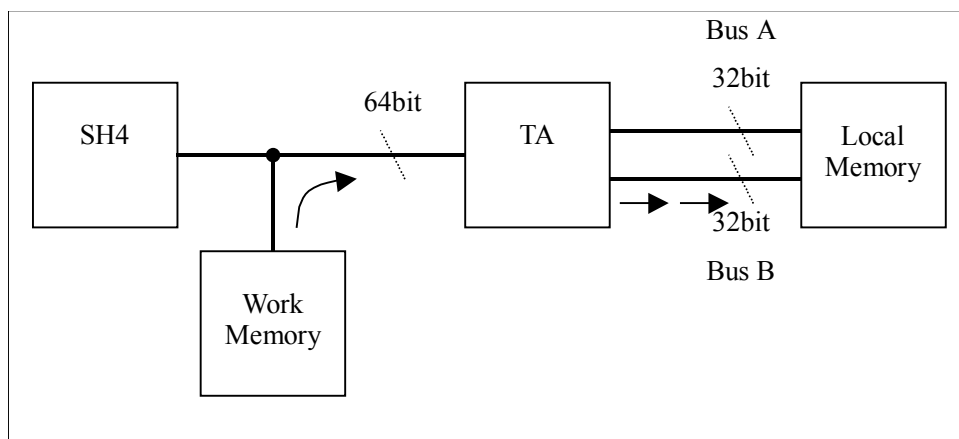 Bus A
32bit
64bit
SH4
TA
Local
Memory
32bit
Bus B
Work
Memory